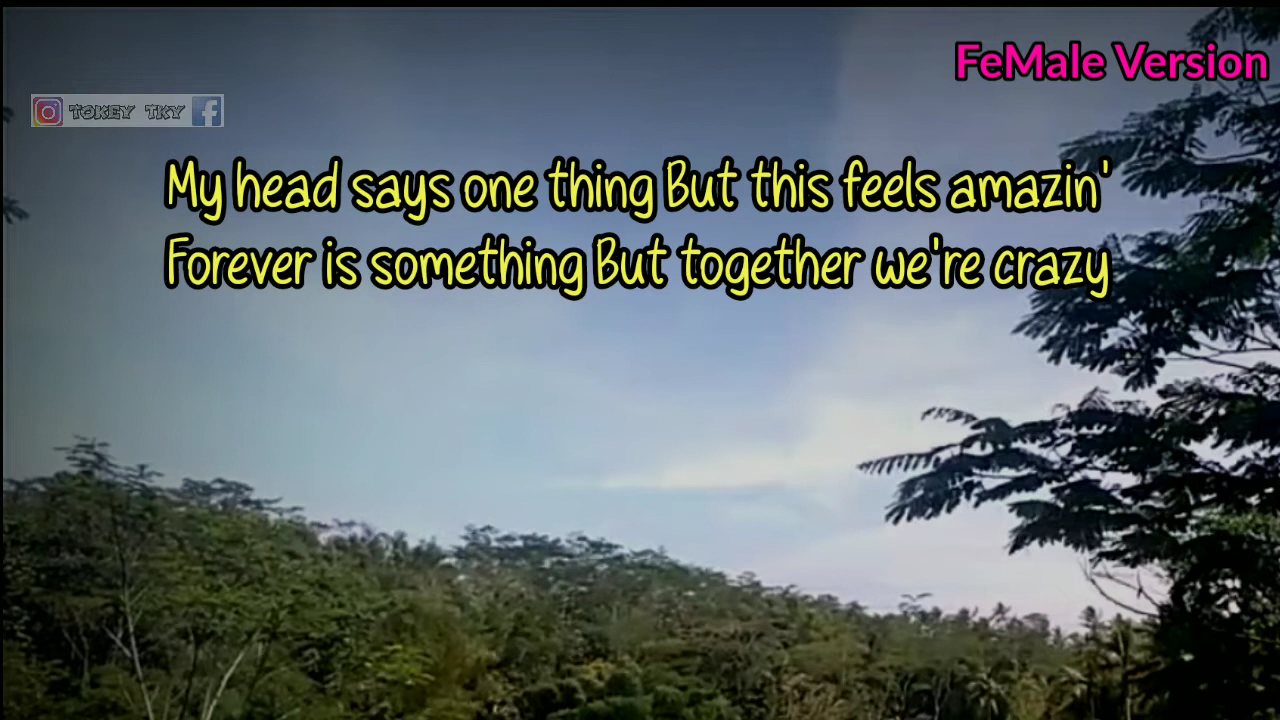 FeMale Version
TOKEY TKY
My head says one thing But this feels amazin'
Forever is something But together we're crazy